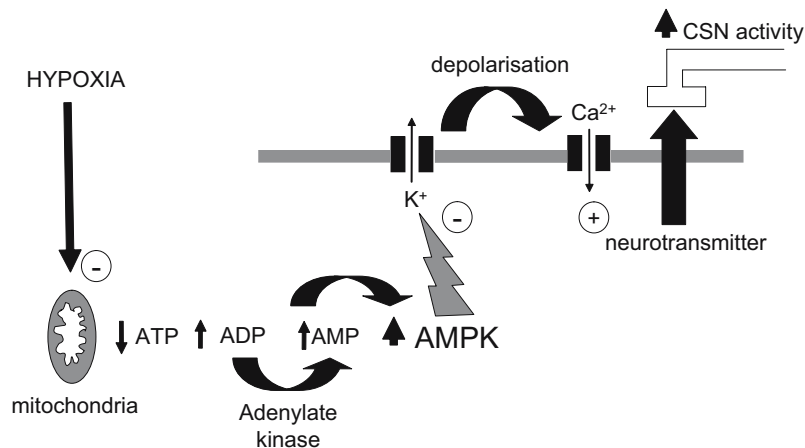 CSN activity
depolarisation
HYPOXIA
Ca²⁺
K⁺
-
+
neurotransmitter
-
ATP ADP AMP AMPK
mitochondria
Adenylate
kinase